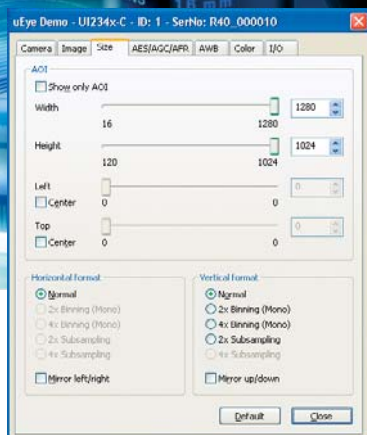 16 mm
uEye Demo - UI234x-C - ID: 1 - SerNo: R40_000010
Camera Image Size AES/AGC/AFR AWB Color I/O
AOI
Show only AOI
Width 1280
16 1280
Height 1024
120 1024
Left 0
Center 0 0
Top 0
Center 0 0
Horizontal format Vertical format
Normal Normal
2x Binning (Mono) 2x Binning (Mono)
4x Binning (Mono) 4x Binning (Mono)
2x Subsampling 2x Subsampling
4x Subsampling 4x Subsampling
Mirror left/right Mirror up/down
Default Close